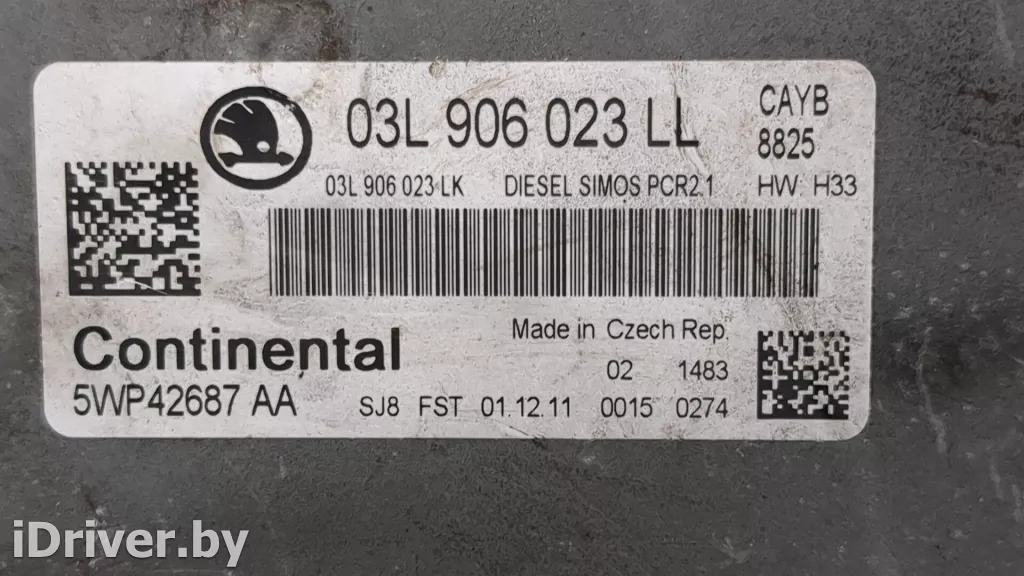 03L 906 023 LL
CAYB
8825
03L 906 023 LK DIESEL SIMOS PCR2.1 HW: H33
Continental
5WP42687 AA
Made in Czech Rep.
02 1483
SJ8 FST 01.12.11 0015 0274
iDriver.by